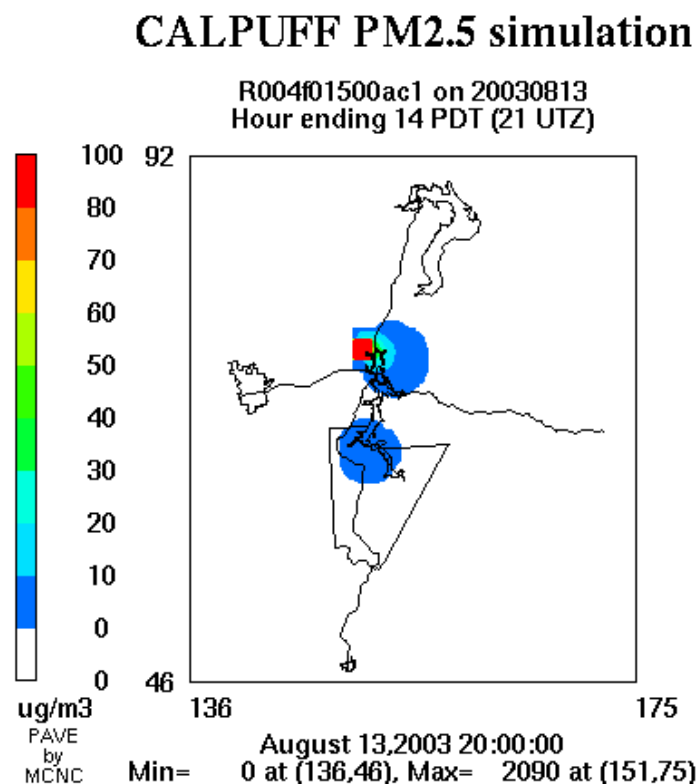 CALPUFF PM2.5 simulation
R004f01500ac1 on 20030813
Hour ending 14 PDT (21 UTZ)
100
80
70
60
50
40
30
20
10
0
0
ug/m3
92
46
136
175
PAVE
by
MCNC
August 13,2003 20:00:00
Min= 0 at (136,46), Max= 2090 at (151,75)